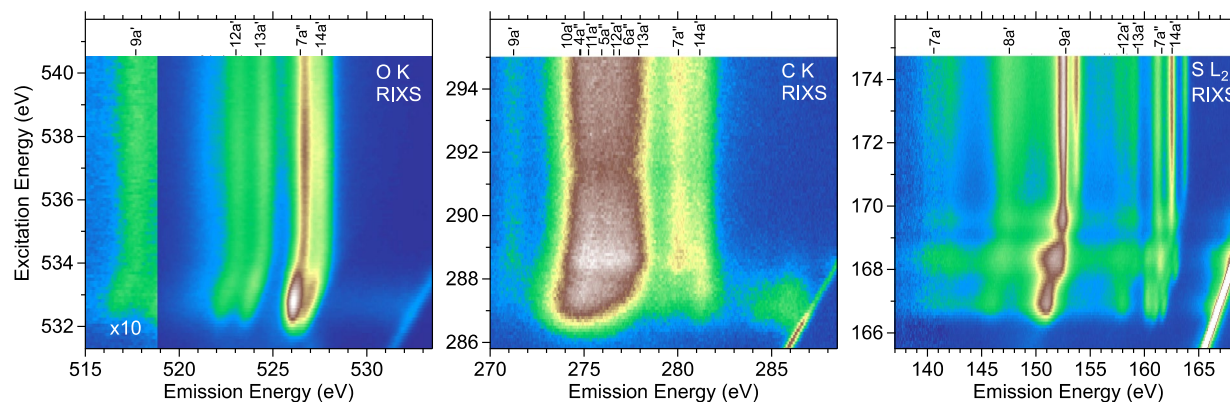 9a' 12a' 13a' 7a" 14a'
O K
RIXS
x10
540
538
536
534
532
515 520 525 530
Excitation Energy (eV)
Emission Energy (eV)
9a' 10a' 4a" 11a' 5a" 12a' 6a" 13a' 7a" 14a'
C K
RIXS
294
292
290
288
286
270 275 280 285
Emission Energy (eV)
7a' 8a' 9a' 12a' 13a' 7a" 14a'
S L2
RIXS
174
172
170
168
166
140 145 150 155 160 165
Emission Energy (eV)